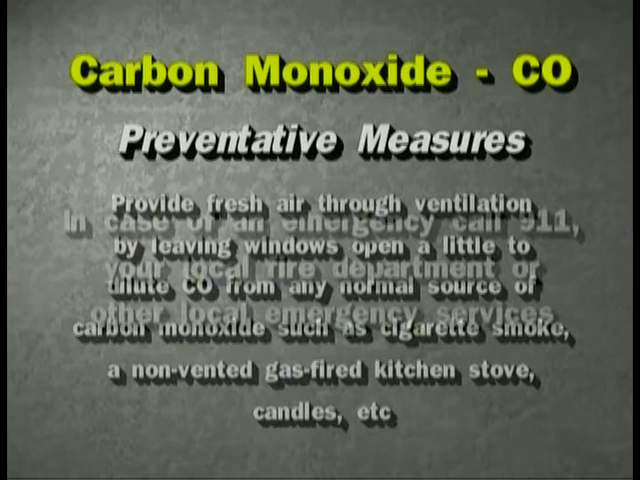 Carbon Monoxide - CO
Preventative Measures
Provide fresh air through ventilation
In case of an emergency call 911,
by leaving windows open a little to
your local fire department or
dilute CO from any normal source of
other local emergency services
carbon monoxide such as cigarette smoke,
a non-vented gas-fired kitchen stove,
candles, etc